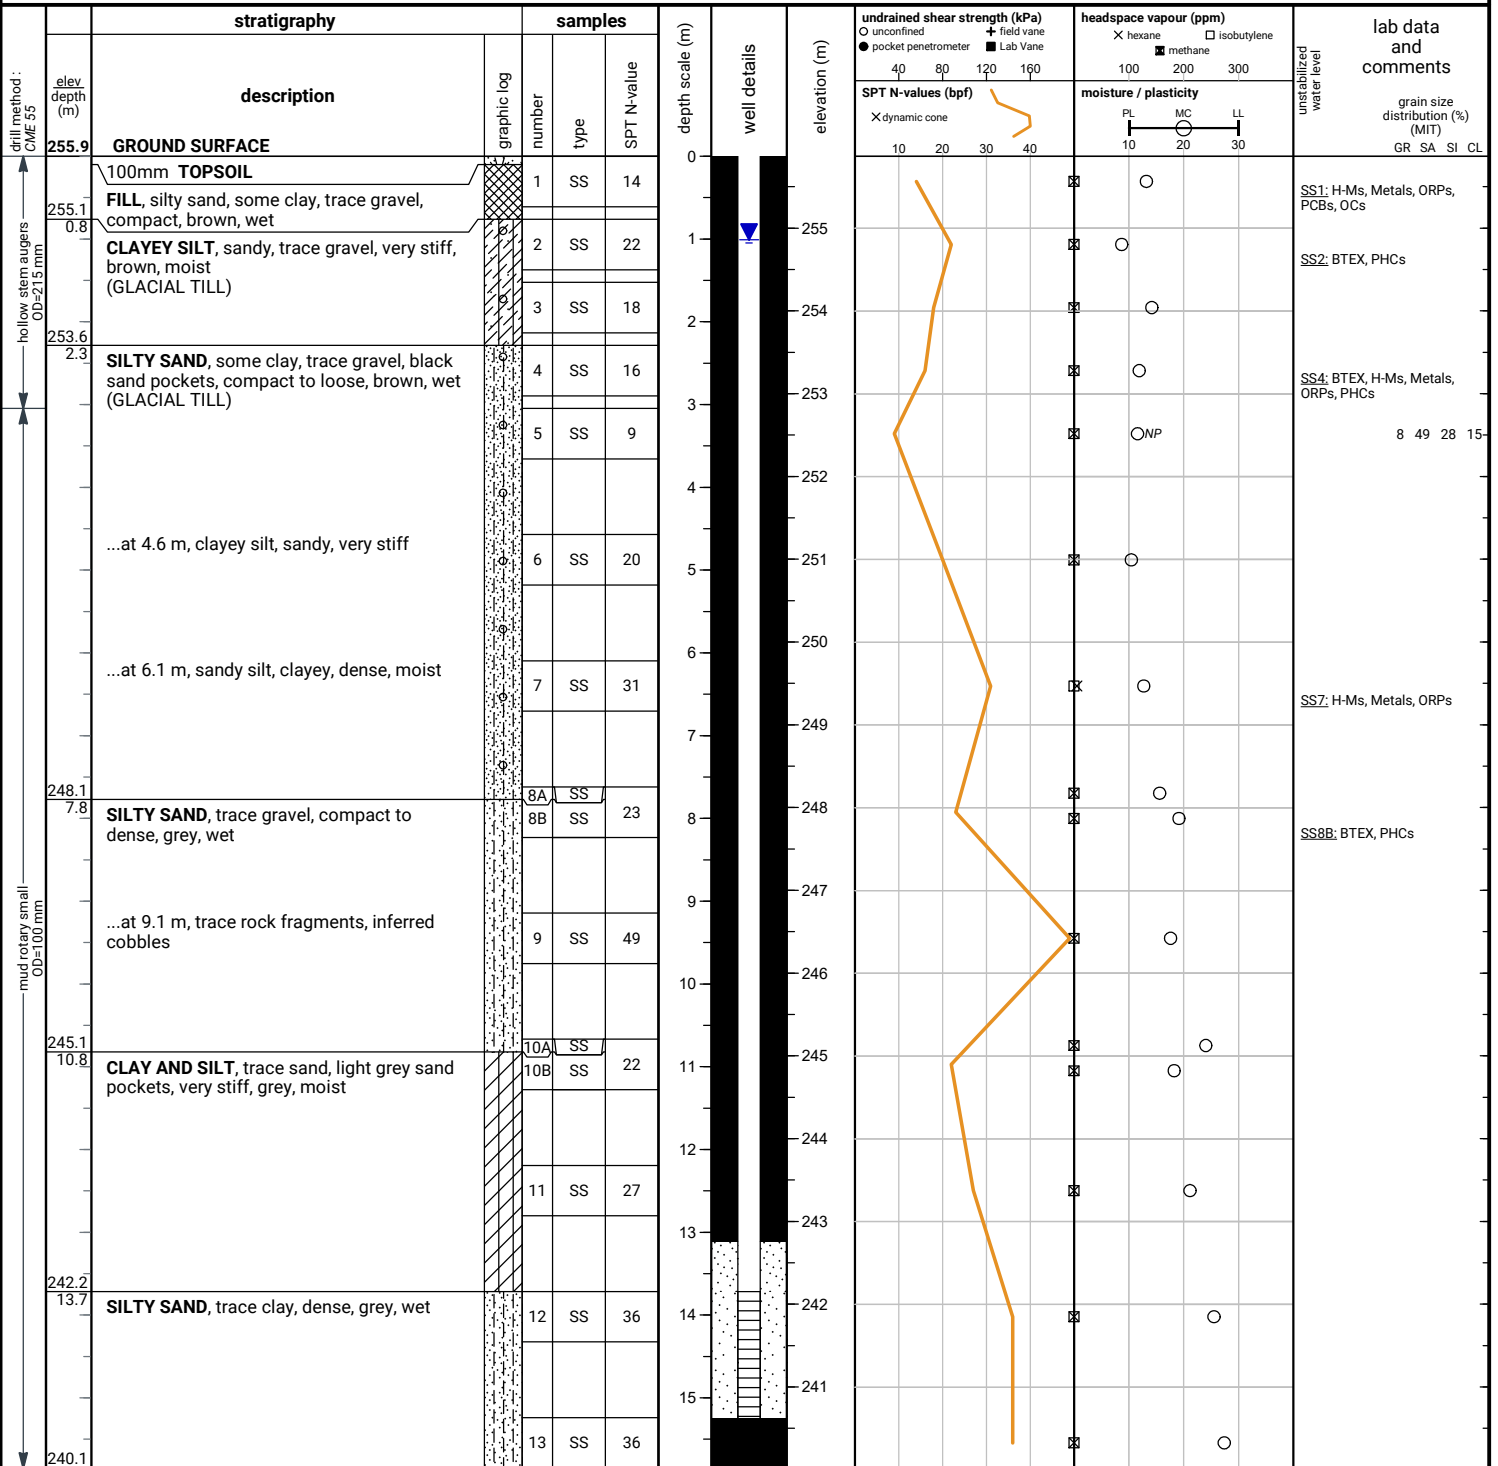 stratigraphy
samples
drill method :
CME 55
elev
depth
(m)
description
graphic log
number
type
SPT N-value
depth scale (m)
well details
elevation (m)
undrained shear strength (kPa)
unconfined
field vane
pocket penetrometer
Lab Vane
40 80 120 160
SPT N-values (bpf)
dynamic cone
10 20 30 40
headspace vapour (ppm)
hexane
isobutylene
methane
100 200 300
moisture / plasticity
PL MC LL
10 20 30
unstabilized
water level
lab data
and
comments
grain size
distribution (%)
(MIT)
GR SA SI CL
255.9 GROUND SURFACE
100mm TOPSOIL
FILL, silty sand, some clay, trace gravel,
compact, brown, wet
255.1
0.8
CLAYEY SILT, sandy, trace gravel, very stiff,
brown, moist
(GLACIAL TILL)
253.6
2.3
SILTY SAND, some clay, trace gravel, black
sand pockets, compact to loose, brown, wet
(GLACIAL TILL)
...at 4.6 m, clayey silt, sandy, very stiff
...at 6.1 m, sandy silt, clayey, dense, moist
248.1
7.8
SILTY SAND, trace gravel, compact to
dense, grey, wet
...at 9.1 m, trace rock fragments, inferred
cobbles
245.1
10.8
CLAY AND SILT, trace sand, light grey sand
pockets, very stiff, grey, moist
242.2
13.7
SILTY SAND, trace clay, dense, grey, wet
240.1
hollow stem augers
OD=215 mm
mud rotary small
OD=100 mm
1 SS 14
2 SS 22
3 SS 18
4 SS 16
5 SS 9
6 SS 20
7 SS 31
8A SS
8B SS 23
9 SS 49
10A SS
10B SS 22
11 SS 27
12 SS 36
13 SS 36
0
1
2
3
4
5
6
7
8
9
10
11
12
13
14
15
255
254
253
252
251
250
249
248
247
246
245
244
243
242
241
NP
SS1: H-Ms, Metals, ORPs,
PCBs, OCs
SS2: BTEX, PHCs
SS4: BTEX, H-Ms, Metals,
ORPs, PHCs
8 49 28 15
SS7: H-Ms, Metals, ORPs
SS8B: BTEX, PHCs